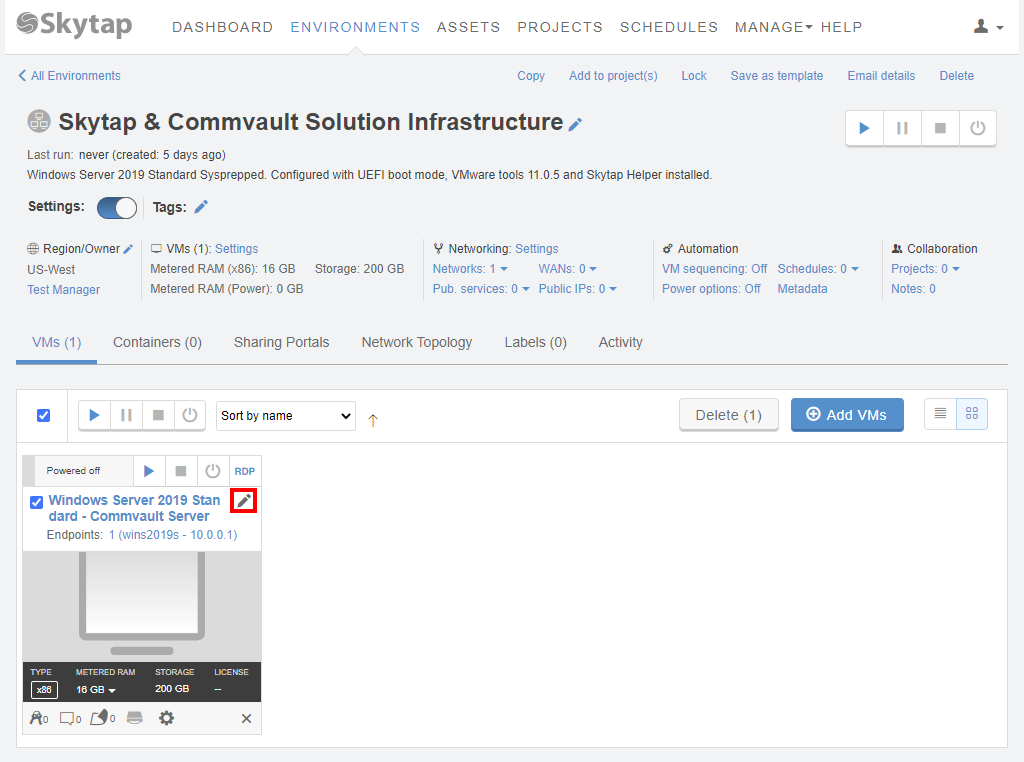 Skytap
DASHBOARD ENVIRONMENTS ASSETS PROJECTS SCHEDULES MANAGE HELP
All Environments
Copy Add to project(s) Lock Save as template Email details Delete
Skytap & Commvault Solution Infrastructure
Last run: never (created: 5 days ago)
Windows Server 2019 Standard Sysprepped. Configured with UEFI boot mode, VMware tools 11.0.5 and Skytap Helper installed.
Settings: Tags:
Region/Owner
US-West
Test Manager
VMs (1): Settings
Metered RAM (x86): 16 GB Storage: 200 GB
Metered RAM (Power): 0 GB
Networking: Settings
Networks: 1 WANs: 0
Pub. services: 0 Public IPs: 0
Automation
VM sequencing: Off Schedules: 0
Power options: Off Metadata
Collaboration
Projects: 0
Notes: 0
VMs (1) Containers (0) Sharing Portals Network Topology Labels (0) Activity
Sort by name Delete (1) Add VMs
Powered off RDP
Windows Server 2019 Stan
dard - Commvault Server
Endpoints: 1 (wins2019s - 10.0.0.1)
TYPE METERED RAM STORAGE LICENSE
x86 16 GB 200 GB --
0 0 0